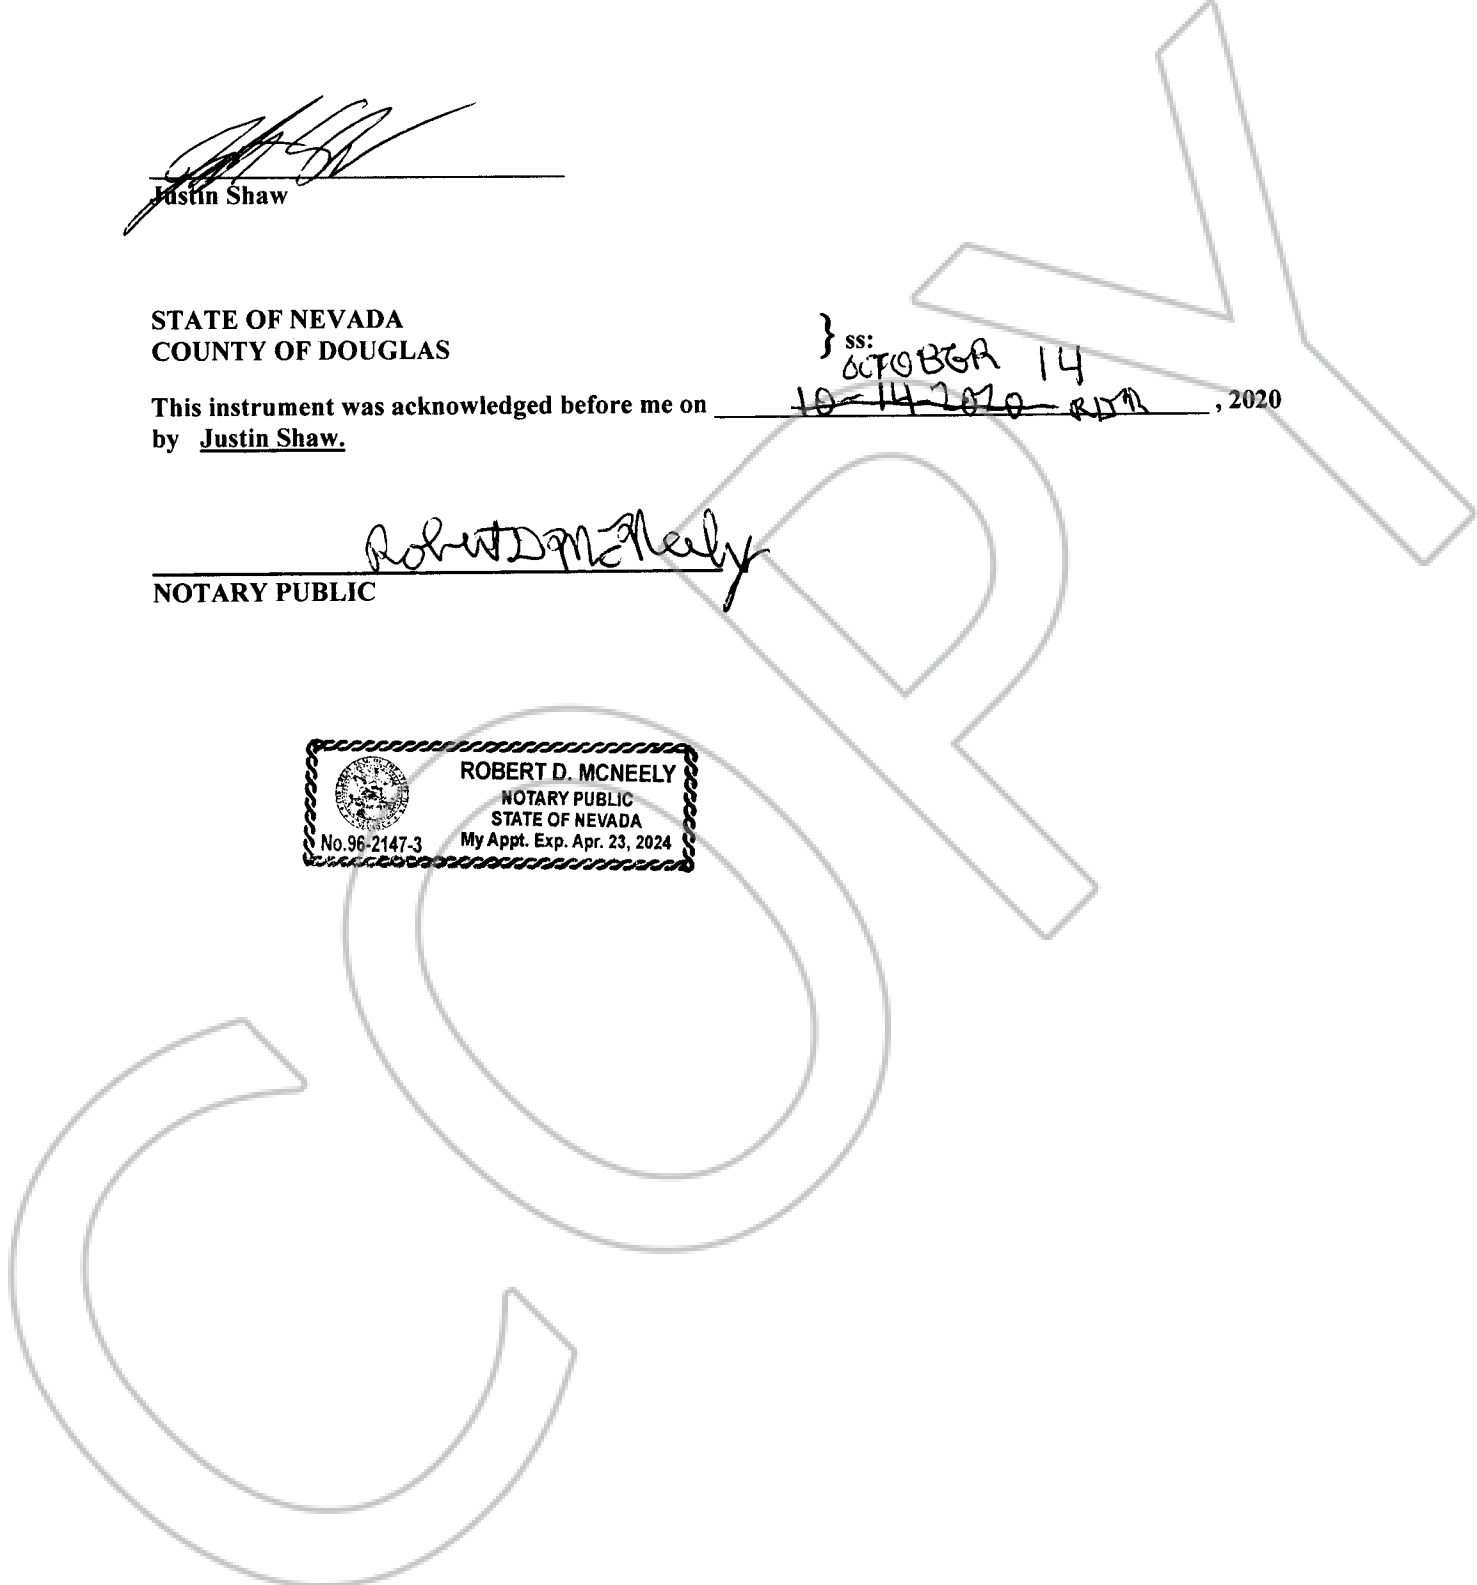 Justin Shaw
STATE OF NEVADA
COUNTY OF DOUGLAS
} ss:
OCTOBER 14
This instrument was acknowledged before me on 10-14-2020 RDM, 2020
by Justin Shaw.
Robert D McNeely
NOTARY PUBLIC
ROBERT D. MCNEELY
NOTARY PUBLIC
STATE OF NEVADA
No.96-2147-3 My Appt. Exp. Apr. 23, 2024
COPY